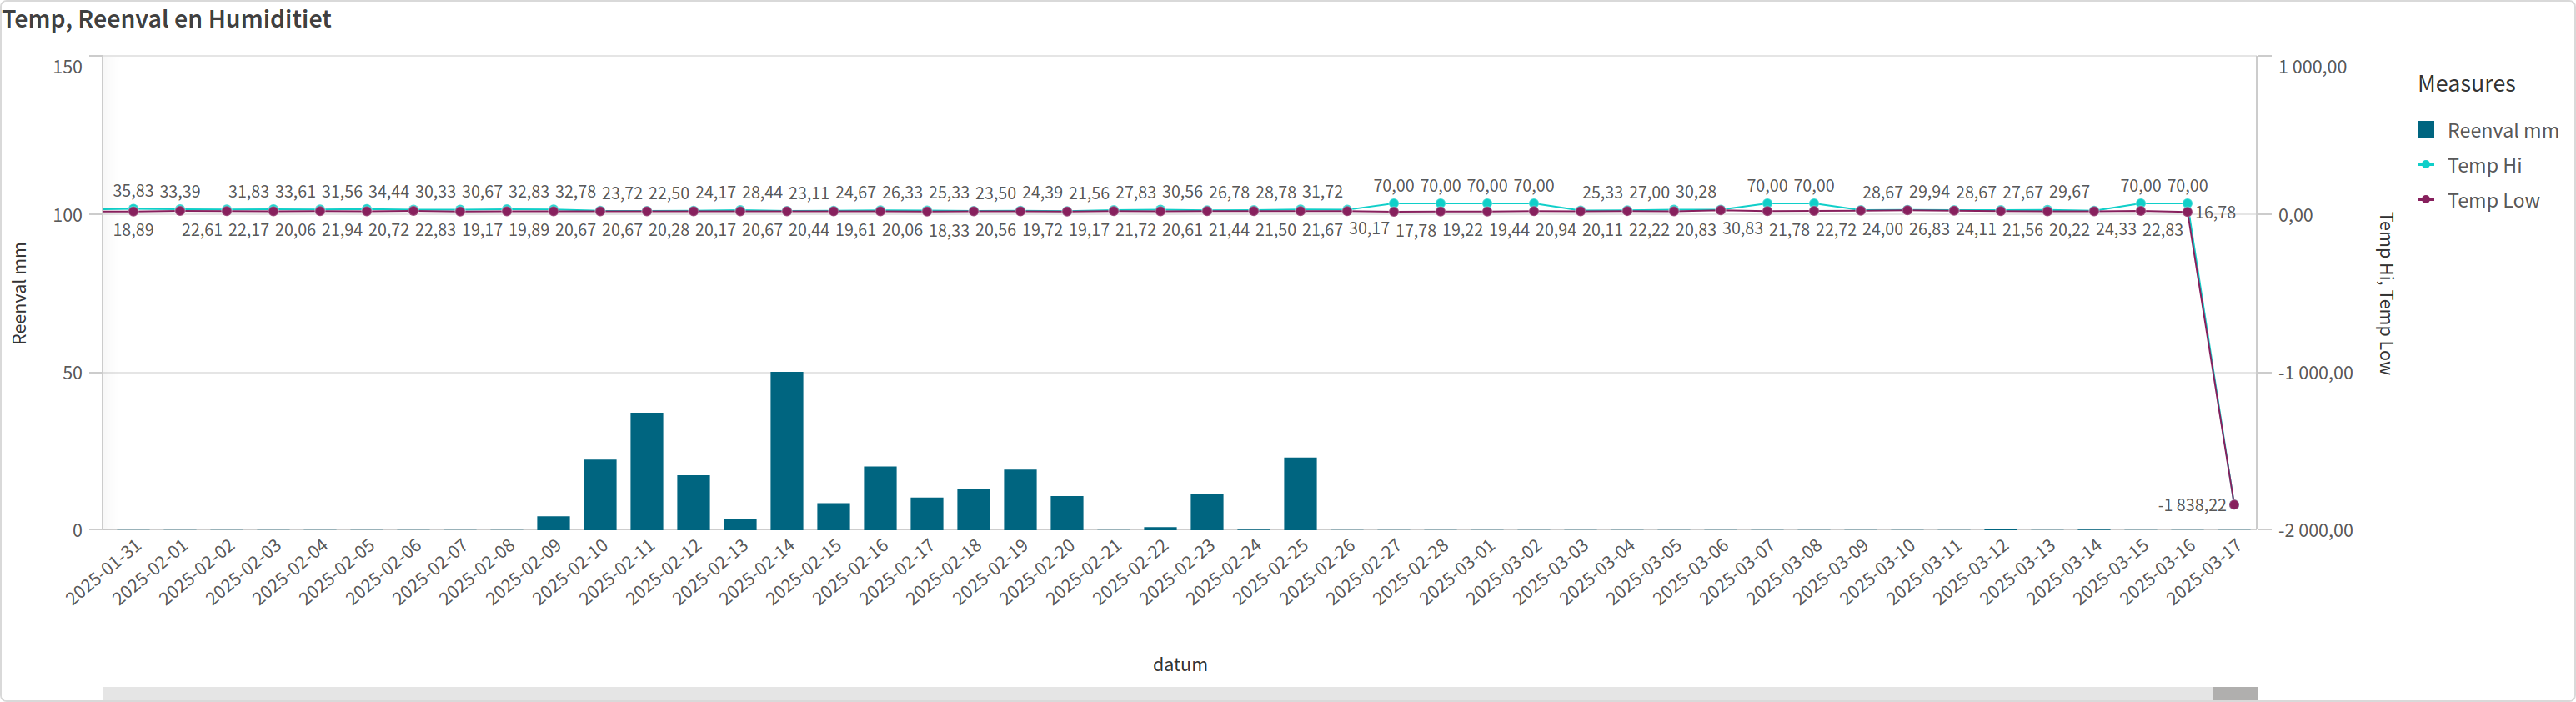 Temp, Reenval en Humiditiet
150
100
50
0
Reenval mm
1 000,00
0,00
-1 000,00
-2 000,00
Temp Hi, Temp Low
Measures
Reenval mm
Temp Hi
Temp Low
35,83 33,39 31,83 33,61 31,56 34,44 30,33 30,67 32,83 32,78 23,72 22,50 24,17 28,44 23,11 24,67 26,33 25,33 23,50 24,39 21,56 27,83 30,56 26,78 28,78 31,72 70,00 70,00 70,00 70,00 25,33 27,00 30,28 70,00 70,00 28,67 29,94 28,67 27,67 29,67 70,00 70,00
18,89 22,61 22,17 20,06 21,94 20,72 22,83 19,17 19,89 20,67 20,67 20,28 20,17 20,67 20,44 19,61 20,06 18,33 20,56 19,72 19,17 21,72 20,61 21,44 21,50 21,67 30,17 17,78 19,22 19,44 20,94 20,11 22,22 20,83 30,83 21,78 22,72 24,00 26,83 24,11 21,56 20,22 24,33 22,83 16,78
-1 838,22
2025-01-31 2025-02-01 2025-02-02 2025-02-03 2025-02-04 2025-02-05 2025-02-06 2025-02-07 2025-02-08 2025-02-09 2025-02-10 2025-02-11 2025-02-12 2025-02-13 2025-02-14 2025-02-15 2025-02-16 2025-02-17 2025-02-18 2025-02-19 2025-02-20 2025-02-21 2025-02-22 2025-02-23 2025-02-24 2025-02-25 2025-02-26 2025-02-27 2025-02-28 2025-03-01 2025-03-02 2025-03-03 2025-03-04 2025-03-05 2025-03-06 2025-03-07 2025-03-08 2025-03-09 2025-03-10 2025-03-11 2025-03-12 2025-03-13 2025-03-14 2025-03-15 2025-03-16 2025-03-17
datum